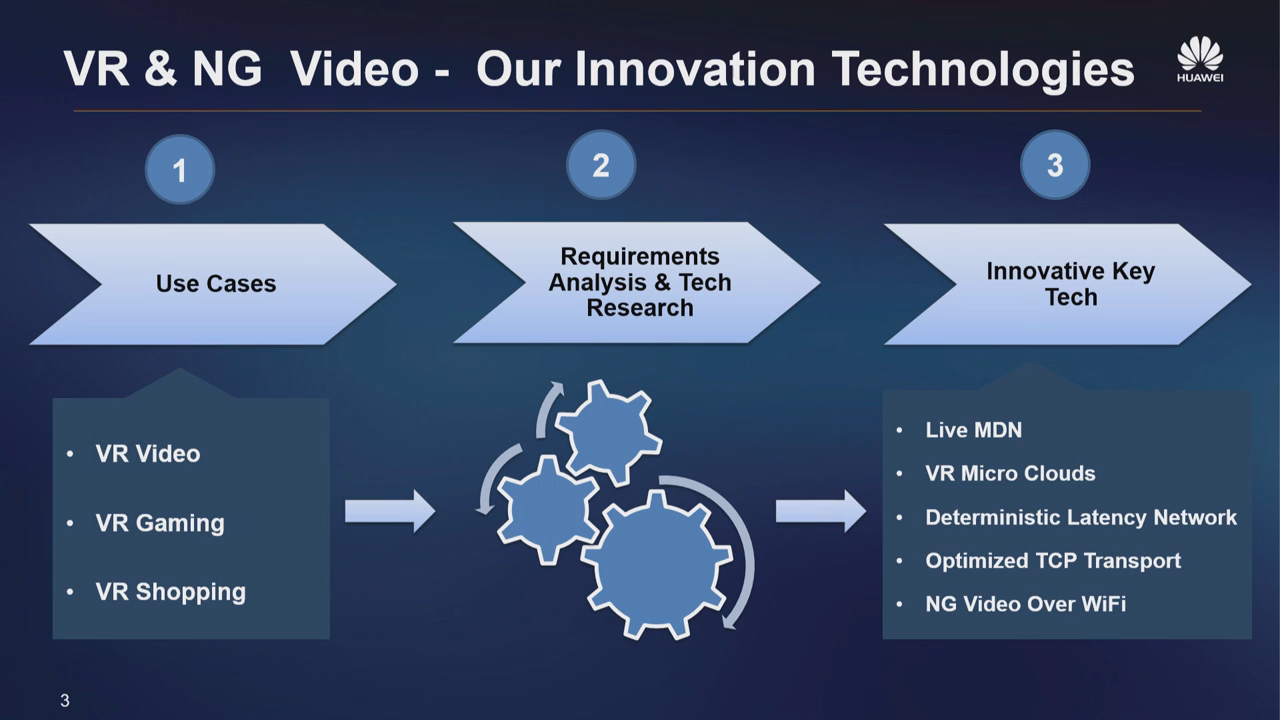 VR & NG Video - Our Innovation Technologies
HUAWEI
1
2
3
Use Cases
Requirements
Analysis & Tech
Research
Innovative Key
Tech
• VR Video
• VR Gaming
• VR Shopping
• Live MDN
• VR Micro Clouds
• Deterministic Latency Network
• Optimized TCP Transport
• NG Video Over WiFi
3